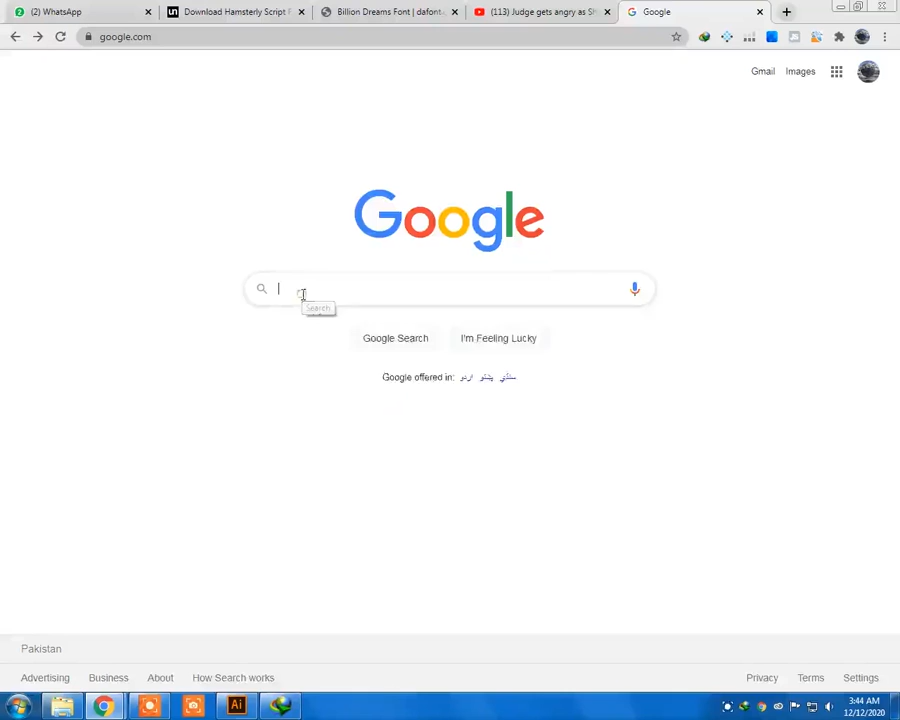 (2) WhatsApp
Download Hamsterly Script F
Billion Dreams Font | dafont.
(113) Judge gets angry as Sh
Google
google.com
Gmail
Images
Google
Search
Google Search
I'm Feeling Lucky
Google offered in: اردو پښتو سنڌي
Pakistan
Advertising
Business
About
How Search works
Privacy
Terms
Settings
Ai
3:44 AM
12/12/2020